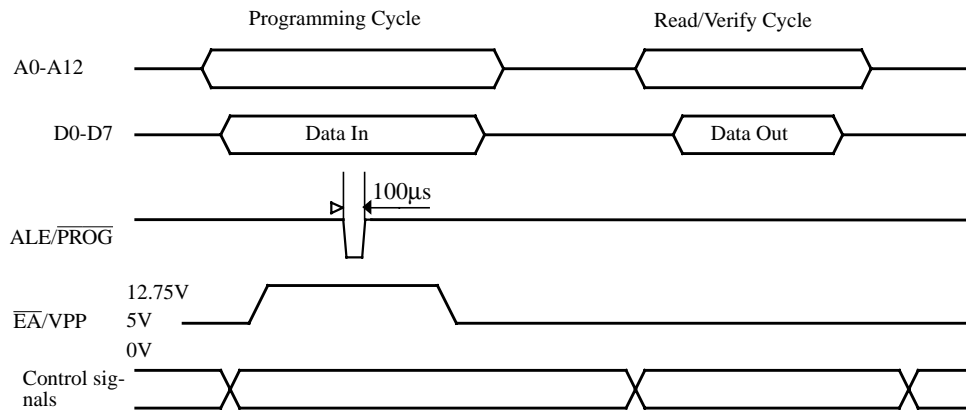 Programming Cycle
Read/Verify Cycle
A0-A12
D0-D7
Data In
Data Out
100μs
ALE/PROG
12.75V
EA/VPP
5V
0V
Control sig-
nals